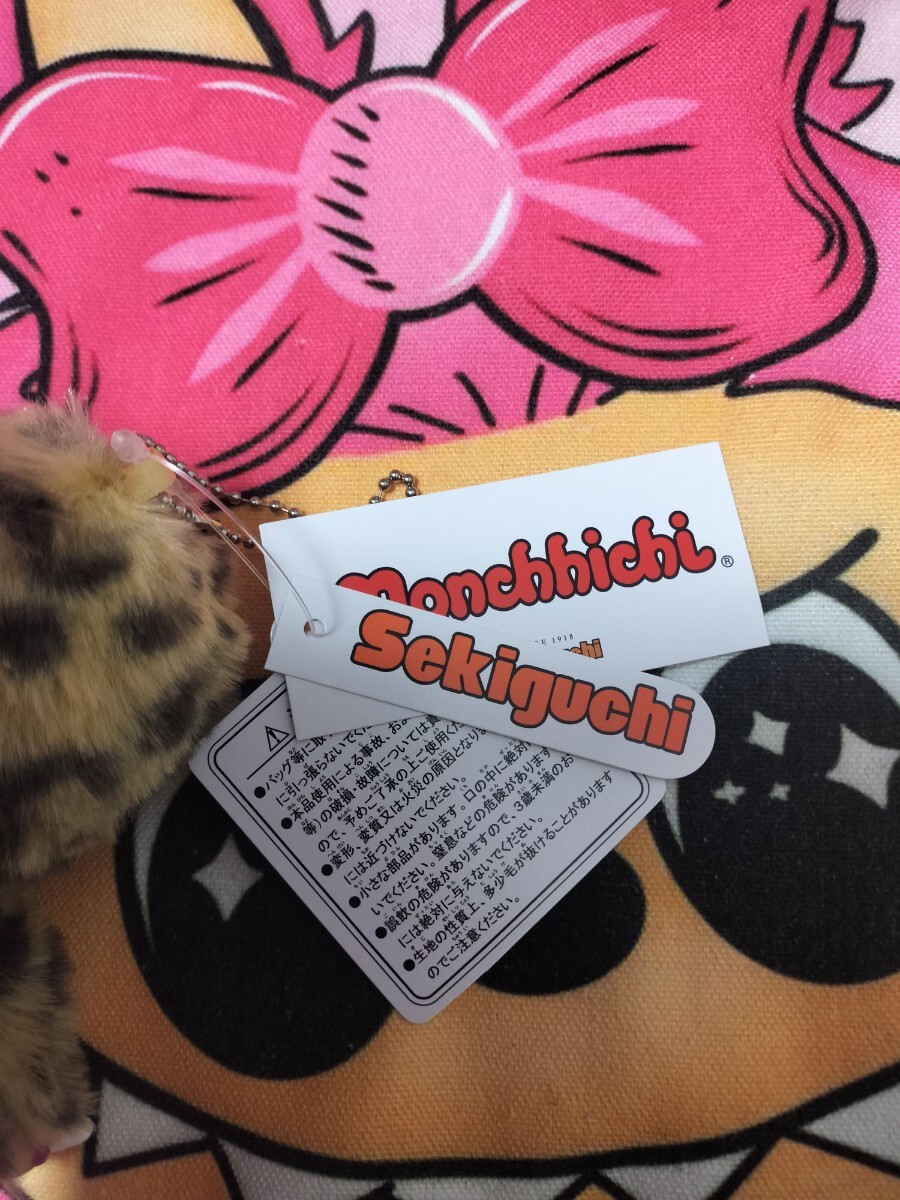 Monchhichi®
CE 1918
Sekiguchi
バッグ等に取
に引っ張らないでくだ
本品使用による事故、およ
等)の破損・故障については責
ので、予めご了承の上ご使用くだ
変形、変質又は火災の原因となりま
には近づけないでください。
小さな部品があります。口の中に絶対
いでください。窒息などの危険があります
誤飲の危険がありますので、3歳未満のお
には絶対に与えないでください。
生地の性質上、多少毛が抜けることがあります
のでご注意ください。